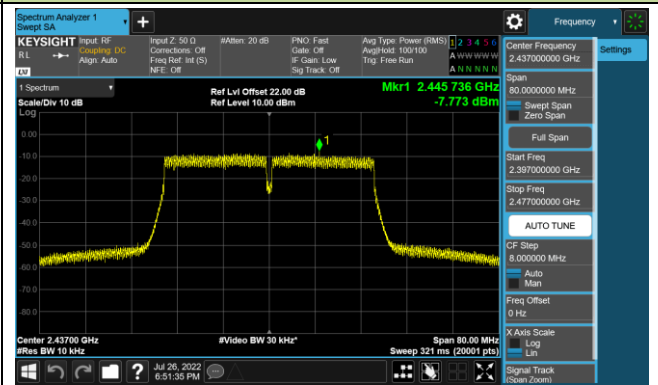 Spectrum Analyzer 1
Swept SA
+
Frequency
KEYSIGHT
RL
LXI
Input: RF
Coupling: DC
Align: Auto
Input Z: 50 Ω
Corrections: Off
Freq Ref: Int (S)
NFE: Off
#Atten: 20 dB
PNO: Fast
Gate: Off
IF Gain: Low
Sig Track: Off
Avg Type: Power (RMS)
Avg|Hold: 100/100
Trig: Free Run
1 2 3 4 5 6
A W W W W W
A N N N N N
Center Frequency
2.437000000 GHz
Settings
1 Spectrum
Scale/Div 10 dB
Log
Ref Lvl Offset 22.00 dB
Ref Level 10.00 dBm
Mkr1 2.445 736 GHz
-7.773 dBm
Span
80.0000000 MHz
Swept Span
Zero Span
Full Span
Start Freq
2.397000000 GHz
Stop Freq
2.477000000 GHz
AUTO TUNE
CF Step
8.000000 MHz
Auto
Man
Freq Offset
0 Hz
X Axis Scale
Log
Lin
Signal Track
(Span Zoom)
1
0.00
-10.0
-20.0
-30.0
-40.0
-50.0
-60.0
-70.0
-80.0
Center 2.43700 GHz
#Res BW 10 kHz
#Video BW 30 kHz*
Span 80.00 MHz
Sweep 321 ms (20001 pts)
?
Jul 26, 2022
6:51:35 PM